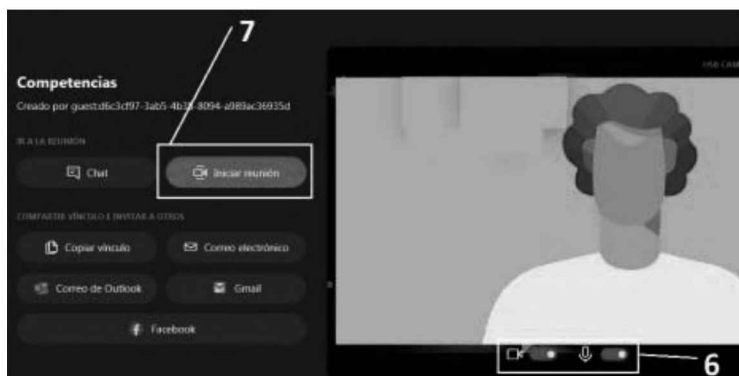 7
Competencias
Creado por guest:d6c3cf97-3ab5-4b35-8094-a989ac36935d
IR A LA REUNIÓN
Chat
Iniciar reunión
COMPARTIR VÍNCULO E INVITAR A OTROS
Copiar vínculo
Correo electrónico
Correo de Outlook
Gmail
Facebook
USB CAM
6